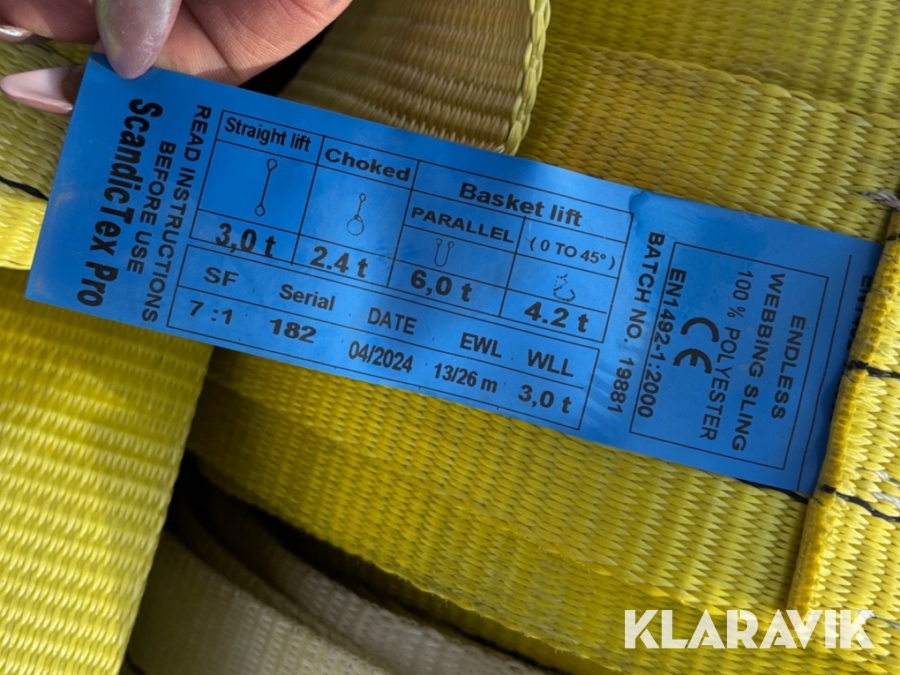 ScandicTex Pro
READ INSTRUCTIONS
BEFORE USE
Straight lift
Choked
Basket lift
PARALLEL
( 0 TO 45° )
3,0 t
2.4 t
6,0 t
4.2 t
SF
Serial
DATE
EWL
WLL
7 :1
182
04/2024
13/26 m
3,0 t
BATCH NO. 19881
EN1492-1:2000
CE
ENDLESS
WEBBING SLING
100 % POLYESTER
KLARAVIK